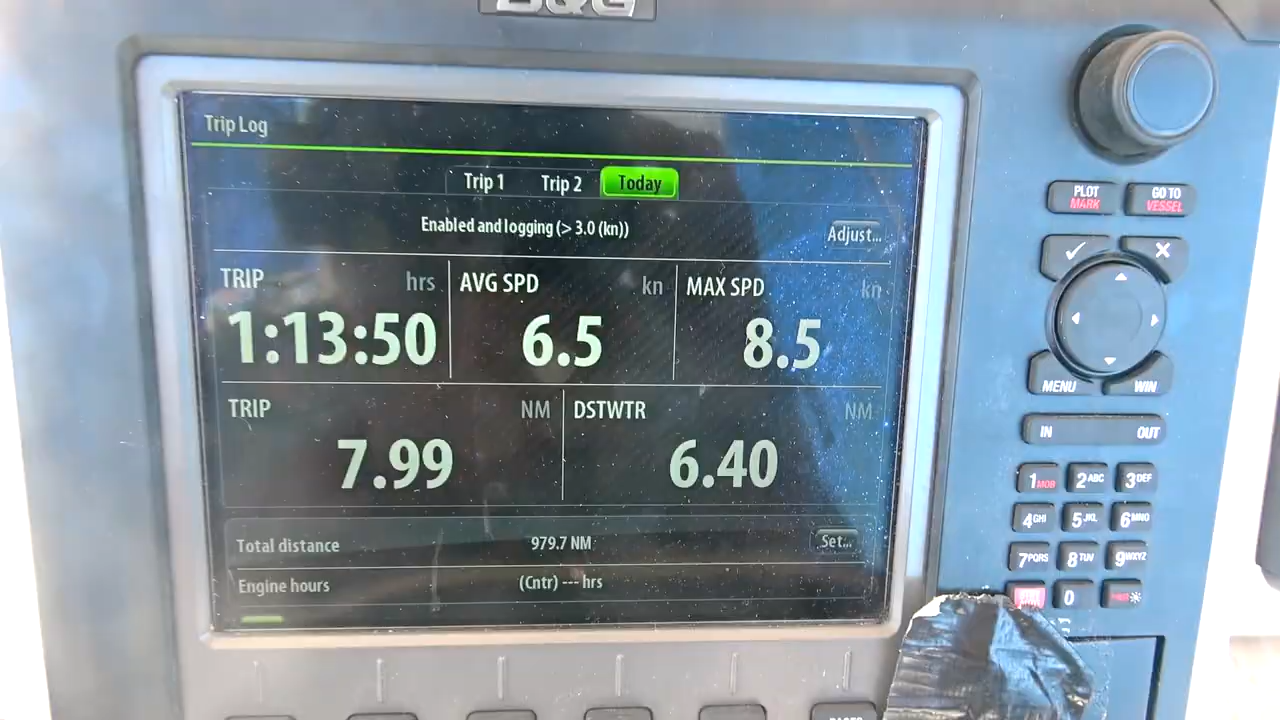 B&G
Trip Log
Trip 1 Trip 2 Today
Enabled and logging (> 3.0 (kn))
Adjust...
TRIP hrs AVG SPD kn MAX SPD kn
1:13:50 6.5 8.5
TRIP NM DSTWTR NM
7.99 6.40
Total distance 979.7 NM Set...
Engine hours (Cntr) --- hrs
PLOT MARK
GO TO VESSEL
MENU WIN
IN OUT
1 MOB 2 ABC 3 DEF
4 GHI 5 JKL 6 MNO
7 PQRS 8 TUV 9 WXYZ
0
PAGES